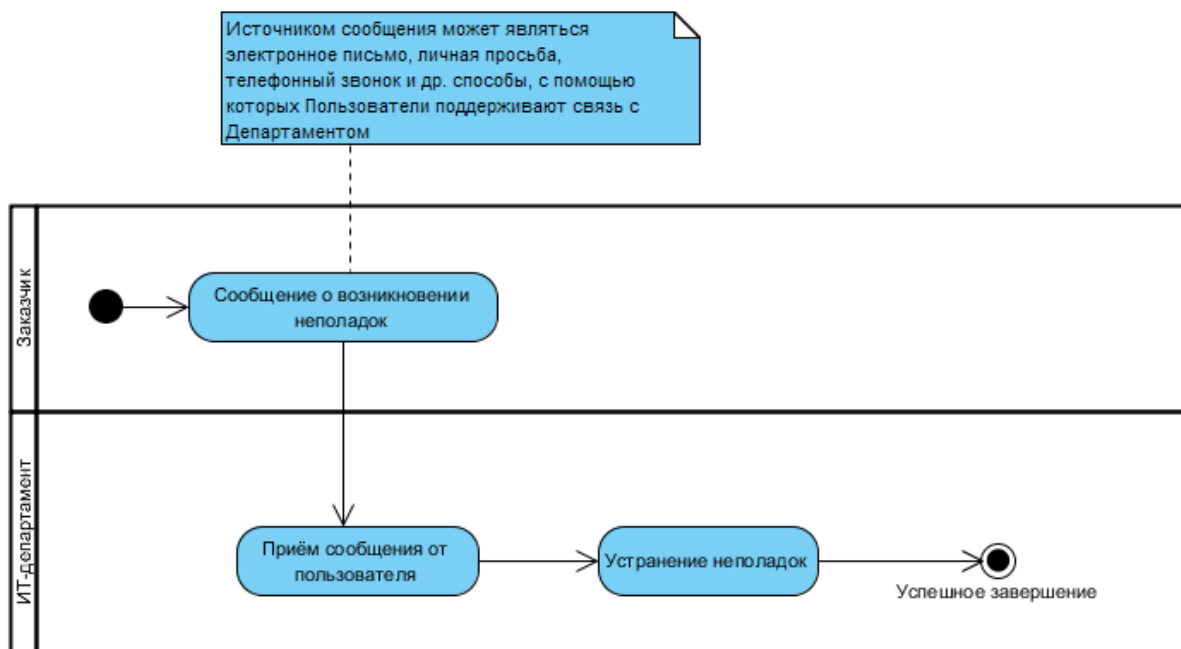 Источником сообщения может являться
электронное письмо, личная просьба,
телефонный звонок и др. способы, с помощью
которых Пользователи поддерживают связь с
Департаментом
Заказчик
Сообщение о возникновении
неполадок
ИТ-департамент
Приём сообщения от
пользователя
Устранение неполадок
Успешное завершение